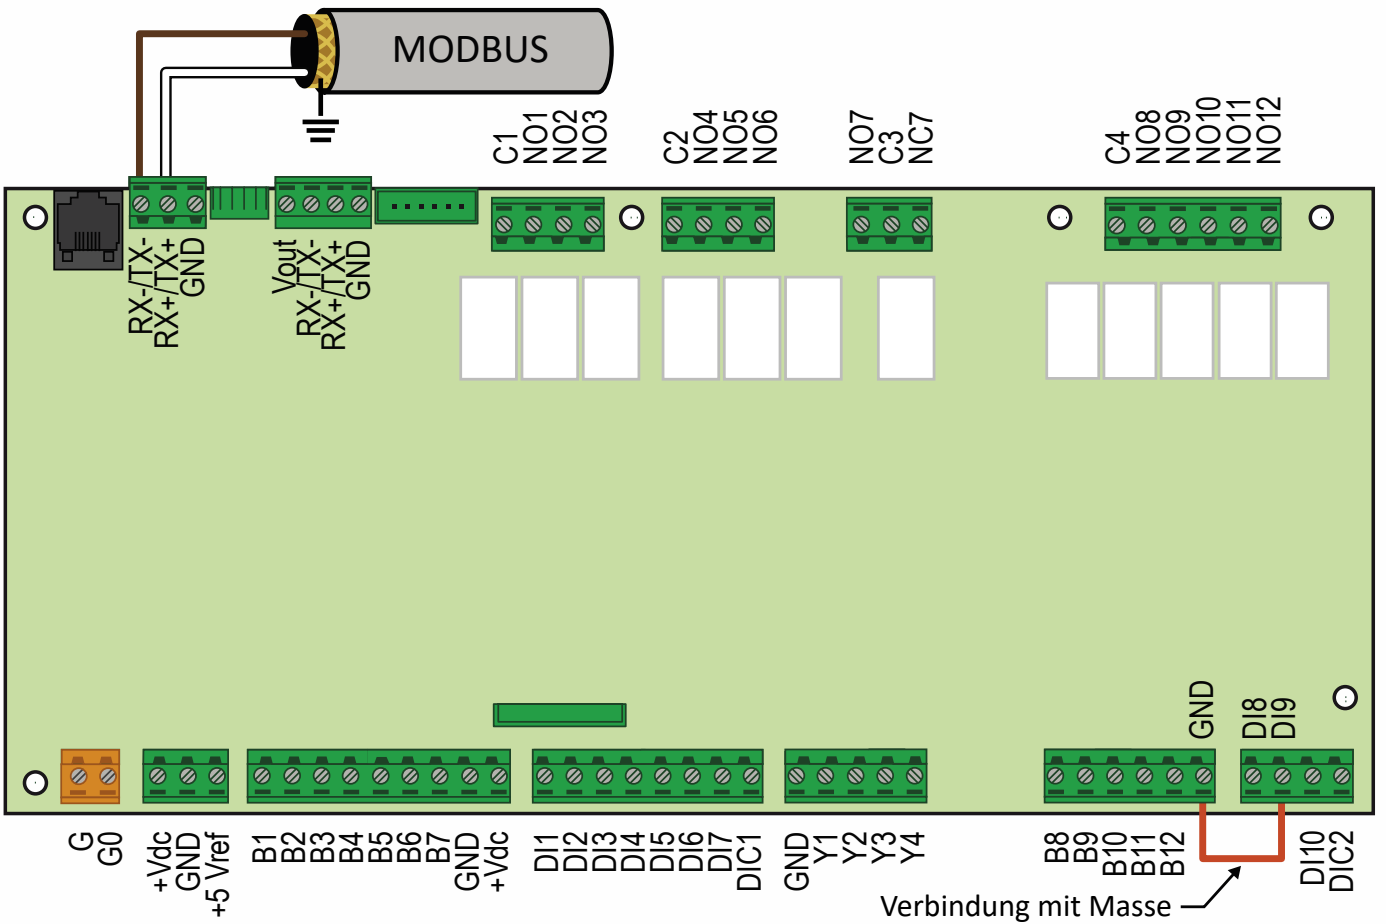 MODBUS
C1
NO1
NO2
NO3
C2
NO4
NO5
NO6
NO7
C3
NC7
C4
NO8
NO9
NO10
NO11
NO12
RX-/TX-
RX+/TX+
GND
Vout
RX-/TX-
RX+/TX+
GND
GND
DI8
DI9
G
G0
+Vdc
GND
+5 Vref
B1
B2
B3
B4
B5
B6
B7
GND
+Vdc
DI1
DI2
DI3
DI4
DI5
DI6
DI7
DIC1
GND
Y1
Y2
Y3
Y4
B8
B9
B10
B11
B12
DI10
DIC2
Verbindung mit Masse